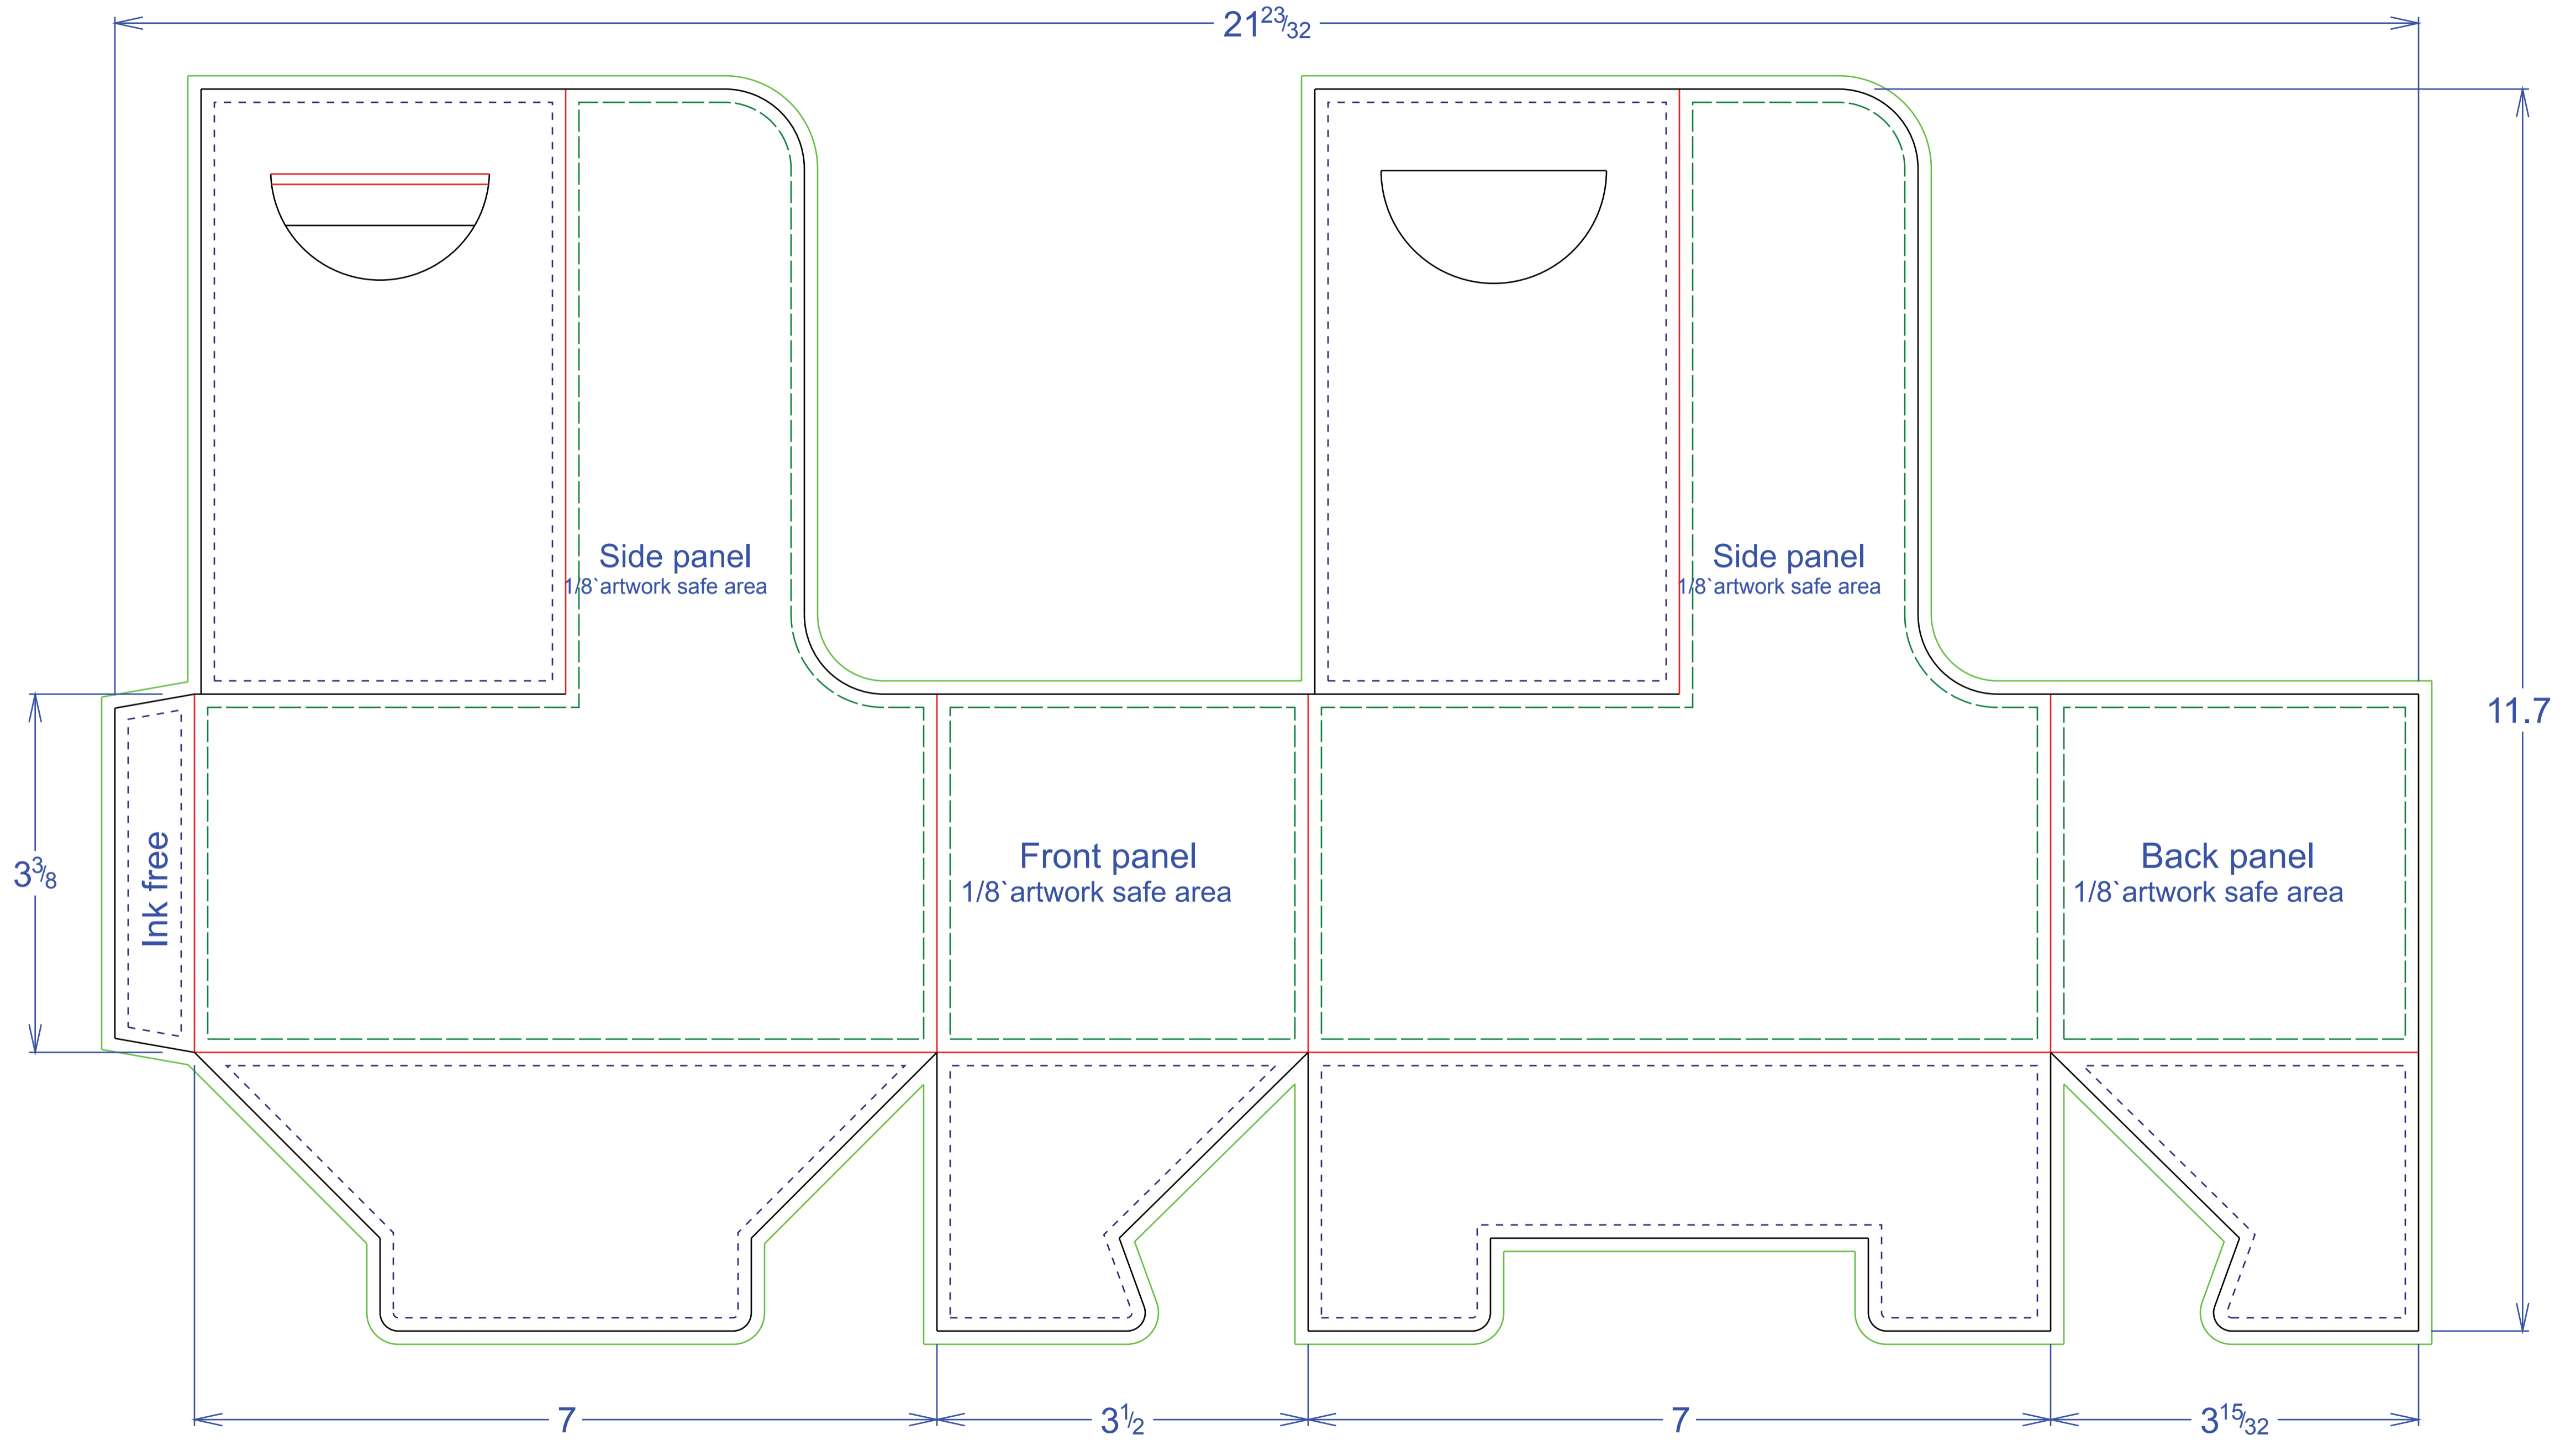 21 23/32
Side panel
1/8`artwork safe area
Side panel
1/8`artwork safe area
11.7
3 3/8
Ink free
Front panel
1/8`artwork safe area
Back panel
1/8`artwork safe area
7
3 1/2
7
3 15/32